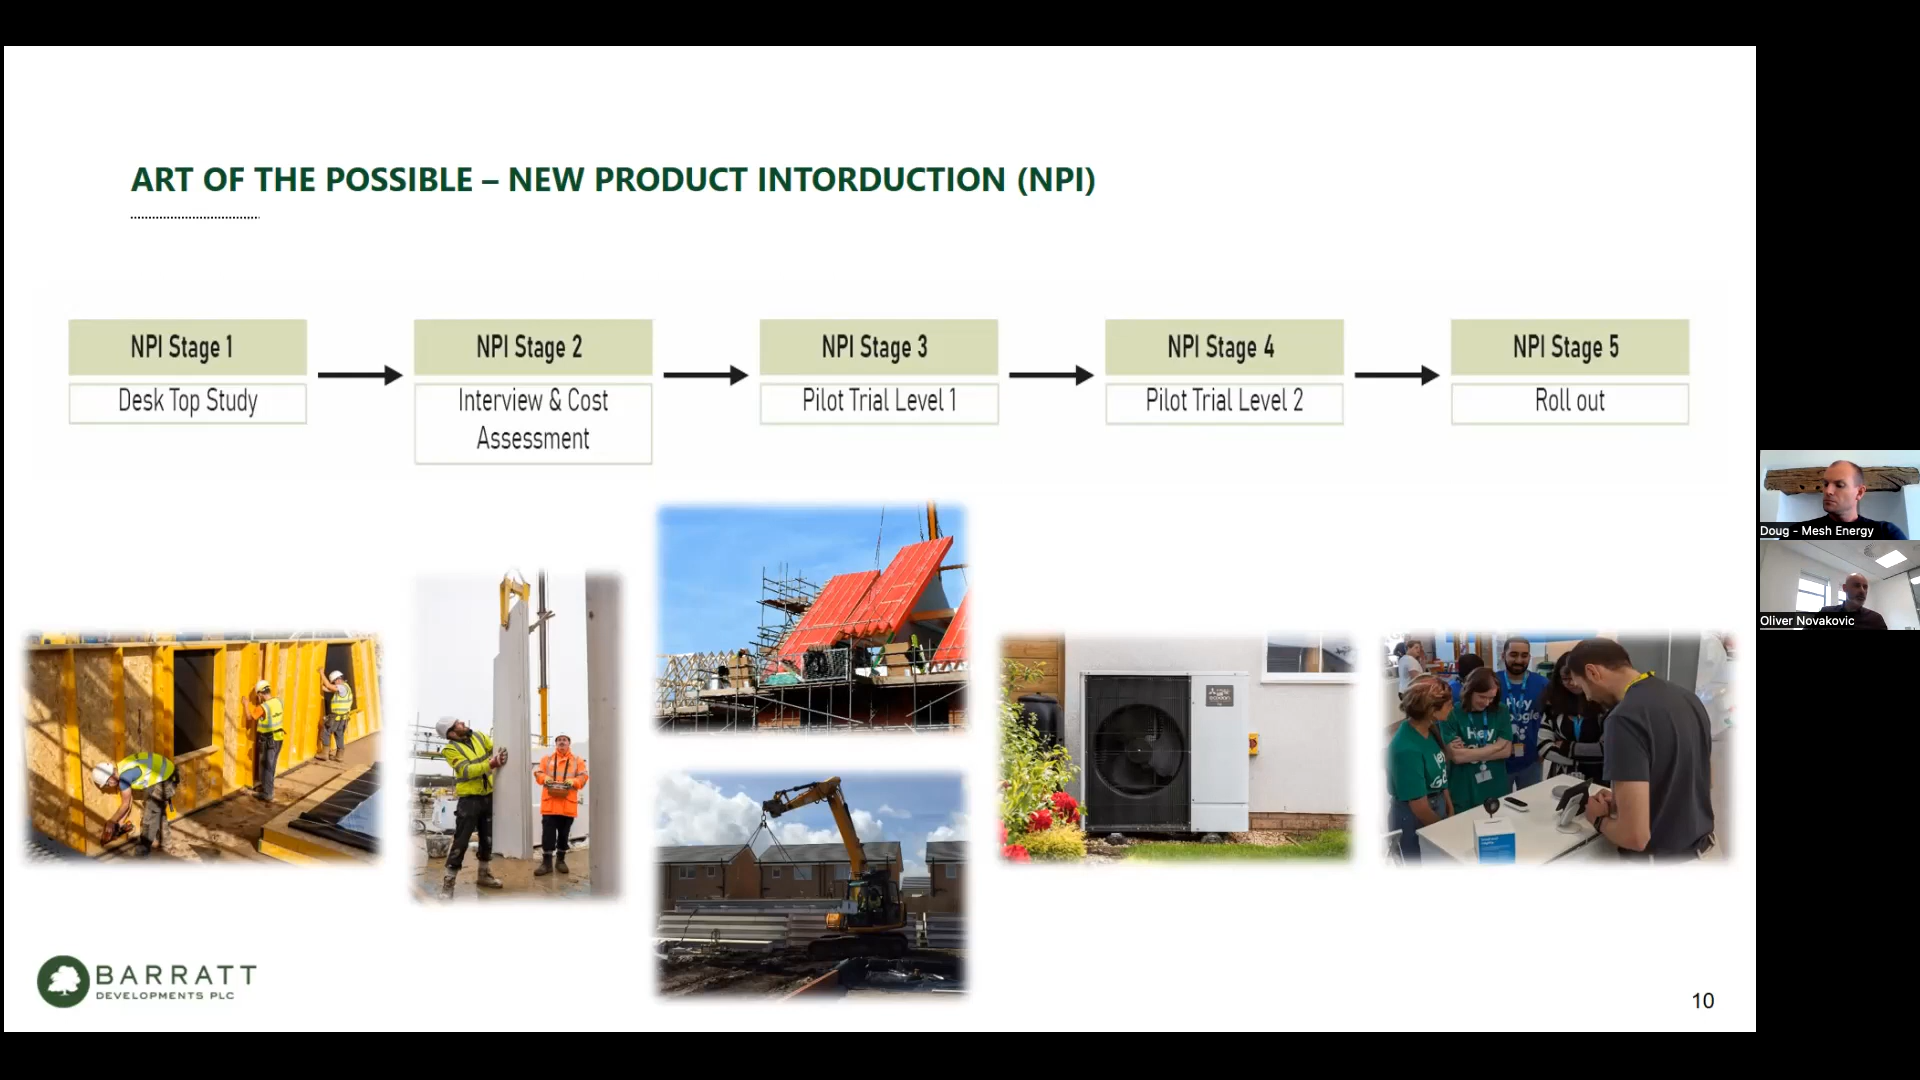 ART OF THE POSSIBLE – NEW PRODUCT INTORDUCTION (NPI)
NPI Stage 1
Desk Top Study
NPI Stage 2
Interview & Cost
Assessment
NPI Stage 3
Pilot Trial Level 1
NPI Stage 4
Pilot Trial Level 2
NPI Stage 5
Roll out
Doug - Mesh Energy
Oliver Novakovic
BARRATT
DEVELOPMENTS PLC
10